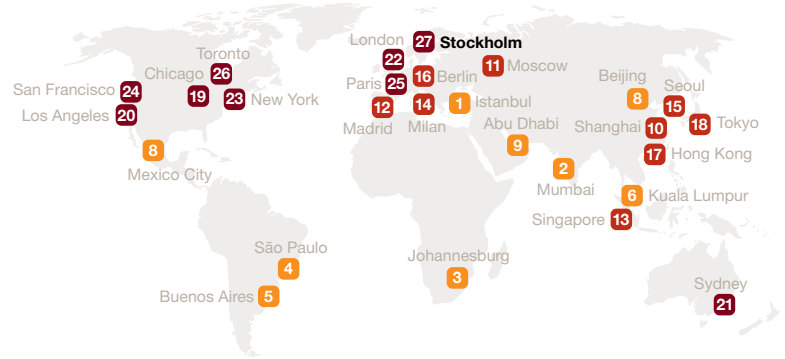 London
27 Stockholm
Toronto
22
11 Moscow
Chicago 26
16 Berlin
Beijing
Seoul
San Francisco 24
Paris 25
19
23 New York
8
15
Los Angeles 20
12
14
1 Istanbul
Madrid
Milan
Abu Dhabi
Shanghai 10
18 Tokyo
8
9
17 Hong Kong
Mexico City
2
Mumbai
6 Kuala Lumpur
Singapore 13
São Paulo
4
Johannesburg
3
Buenos Aires 5
Sydney
21